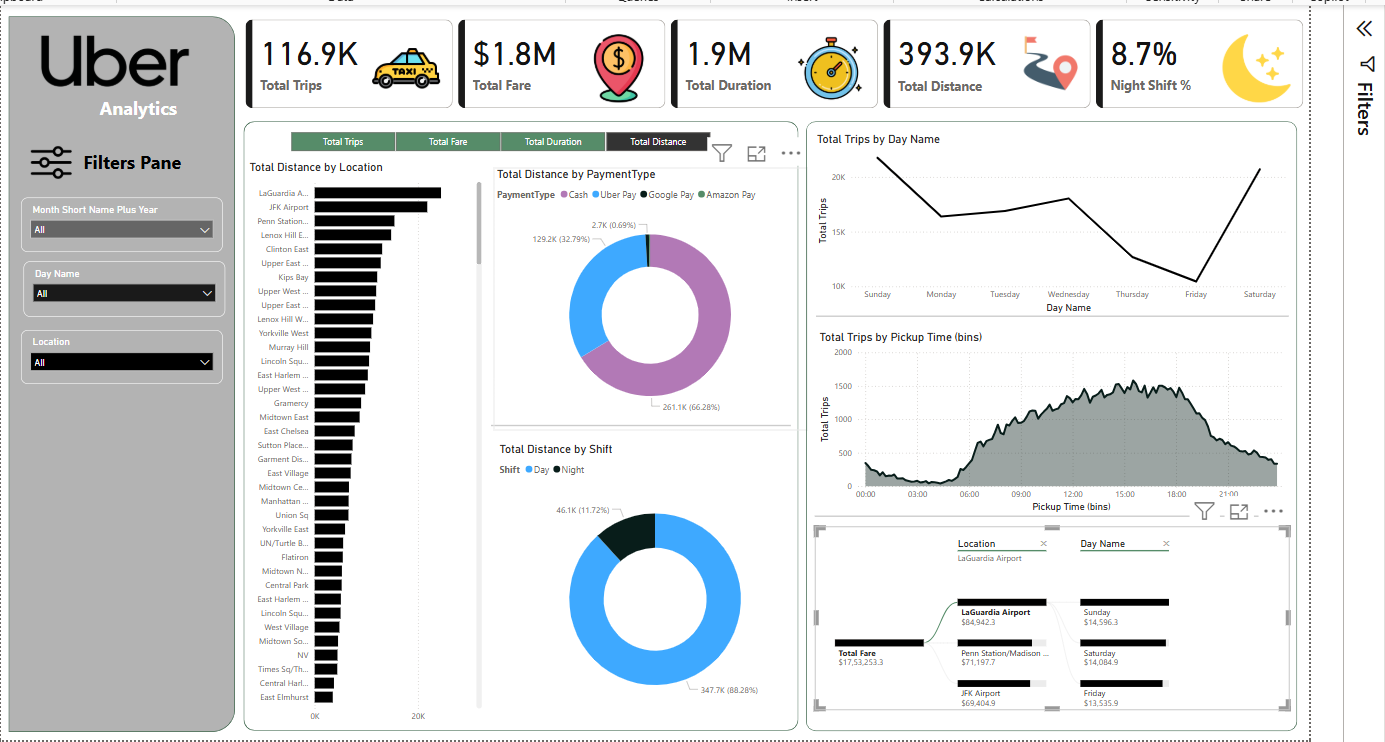 Uber
Analytics
Filters Pane
Month Short Name Plus Year
All
Day Name
All
Location
All
116.9K
Total Trips
TAXI
$1.8M
Total Fare
$
1.9M
Total Duration
393.9K
Total Distance
8.7%
Night Shift %
Filters
Total Trips
Total Fare
Total Duration
Total Distance
Total Distance by Location
LaGuardia A...
JFK Airport
Penn Station...
Lenox Hill E...
Clinton East
Upper East ...
Kips Bay
Upper West ...
Upper East ...
Lenox Hill W...
Yorkville West
Murray Hill
Lincoln Squ...
East Harlem ...
Upper West ...
Gramercy
Midtown East
East Chelsea
Sutton Place...
Garment Dis...
East Village
Midtown Ce...
Manhattan ...
Union Sq
Yorkville East
UN/Turtle B...
Flatiron
Midtown N...
Central Park
East Harlem ...
Lincoln Squ...
West Village
Midtown So...
NV
Times Sq/Th...
Central Harl...
East Elmhurst
0K 20K
Total Distance by PaymentType
PaymentType Cash Uber Pay Google Pay Amazon Pay
2.7K (0.69%)
129.2K (32.79%)
261.1K (66.28%)
Total Distance by Shift
Shift Day Night
46.1K (11.72%)
347.7K (88.28%)
Total Trips by Day Name
Total Trips
20K
15K
10K
Sunday Monday Tuesday Wednesday Thursday Friday Saturday
Day Name
Total Trips by Pickup Time (bins)
Total Trips
2000
1500
1000
500
0
00:00 03:00 06:00 09:00 12:00 15:00 18:00 21:00
Pickup Time (bins)
Location Day Name
LaGuardia Airport
Total Fare
$17,53,253.3
LaGuardia Airport
$84,942.3
Penn Station/Madison ...
$71,197.7
JFK Airport
$69,404.9
Sunday
$14,596.3
Saturday
$14,084.9
Friday
$13,535.9